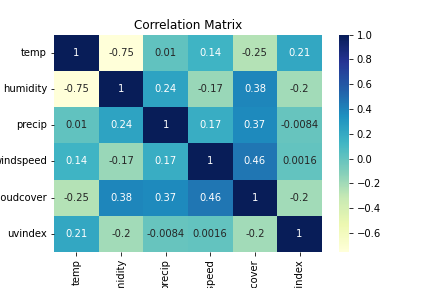 Correlation Matrix
temp 1 -0.75 0.01 0.14 -0.25 0.21
humidity -0.75 1 0.24 -0.17 0.38 -0.2
precip 0.01 0.24 1 0.17 0.37 -0.0084
windspeed 0.14 -0.17 0.17 1 0.46 0.0016
oudcover -0.25 0.38 0.37 0.46 1 -0.2
uvindex 0.21 -0.2 -0.0084 0.0016 -0.2 1
temp
nidity
recip
speed
cover
index
1.0
0.8
0.6
0.4
0.2
0.0
-0.2
-0.4
-0.6